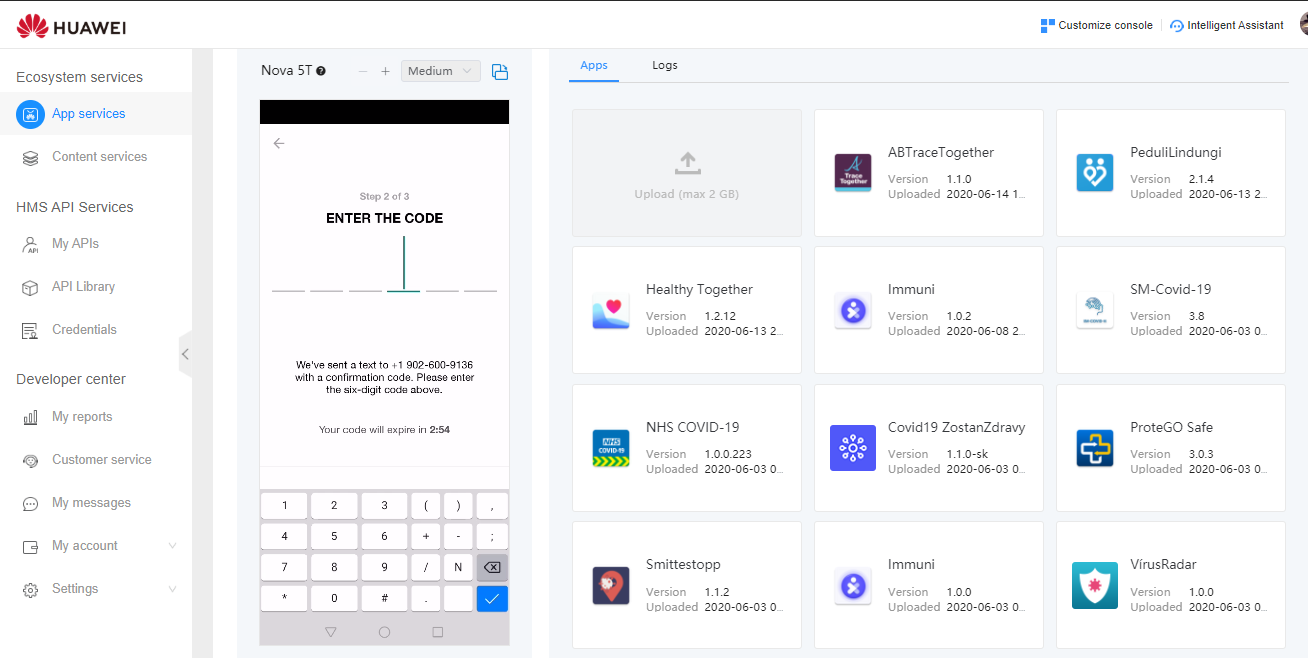 HUAWEI
Customize console
Intelligent Assistant
Ecosystem services
App services
Content services
HMS API Services
My APIs
API Library
Credentials
Developer center
My reports
Customer service
My messages
My account
Settings
Nova 5T
Medium
Step 2 of 3
ENTER THE CODE
We've sent a text to +1 902-600-9136
with a confirmation code. Please enter
the six-digit code above.
Your code will expire in 2:54
1 2 3 ( ) ,
4 5 6 + - ;
7 8 9 / N
* 0 # .
Apps
Logs
Upload (max 2 GB)
Trace
Together
ABTraceTogether
Version 1.1.0
Uploaded 2020-06-14 1...
PeduliLindungi
Version 2.1.4
Uploaded 2020-06-13 2...
Healthy Together
Version 1.2.12
Uploaded 2020-06-13 2...
Immuni
Version 1.0.2
Uploaded 2020-06-08 2...
SM-COVID-19
SM-Covid-19
Version 3.8
Uploaded 2020-06-03 0...
NHS
COVID-19
NHS COVID-19
Version 1.0.0.223
Uploaded 2020-06-03 0...
Covid19 ZostanZdravy
Version 1.1.0-sk
Uploaded 2020-06-03 0...
ProteGO Safe
Version 3.0.3
Uploaded 2020-06-03 0...
Smittestopp
Version 1.1.2
Uploaded 2020-06-03 0...
Immuni
Version 1.0.0
Uploaded 2020-06-03 0...
VírusRadar
Version 1.0.0
Uploaded 2020-06-03 0...